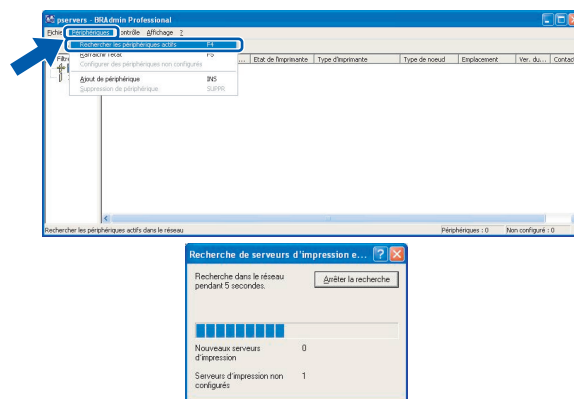 pservers - BRAdmin Professional
Périphériques Contrôle Affichage ?
Rechercher les périphériques actifs F4
Rafraîchir l'état F5
Configurer des périphériques non configurés
Ajout de périphérique INS
Suppression de périphérique SUPPR
Filtre
... Etat de l'imprimante Type d'imprimante Type de noeud Emplacement Ver. du... Contact
Rechercher les périphériques actifs dans le réseau Périphériques : 0 Non configuré : 0
Recherche de serveurs d'impression e...
Recherche dans le réseau
pendant 5 secondes.
Arrêter la recherche
Nouveaux serveurs
d'impression
0
Serveurs d'impression non
configurés
1